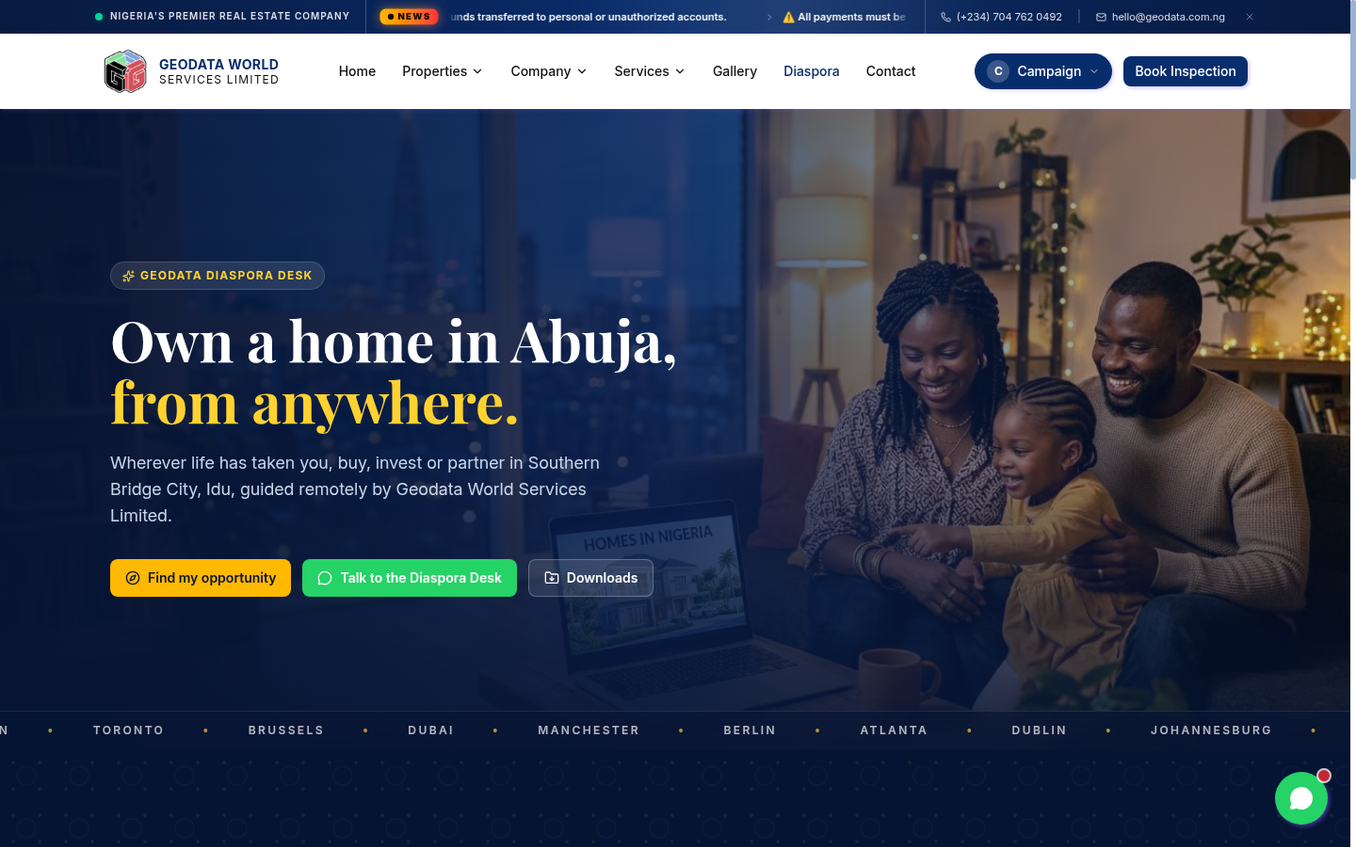 NIGERIA'S PREMIER REAL ESTATE COMPANY
NEWS
transferred to personal or unauthorized accounts.
⚠️ All payments must be
(+234) 704 762 0492
hello@geodata.com.ng
GEODATA WORLD
SERVICES LIMITED
Home
Properties
Company
Services
Gallery
Diaspora
Contact
C Campaign
Book Inspection
GEODATA DIASPORA DESK
Own a home in Abuja,
from anywhere.
Wherever life has taken you, buy, invest or partner in Southern
Bridge City, Idu, guided remotely by Geodata World Services
Limited.
HOMES IN NIGERIA
Find my opportunity
Talk to the Diaspora Desk
Downloads
N • TORONTO • BRUSSELS • DUBAI • MANCHESTER • BERLIN • ATLANTA • DUBLIN • JOHANNESBURG •